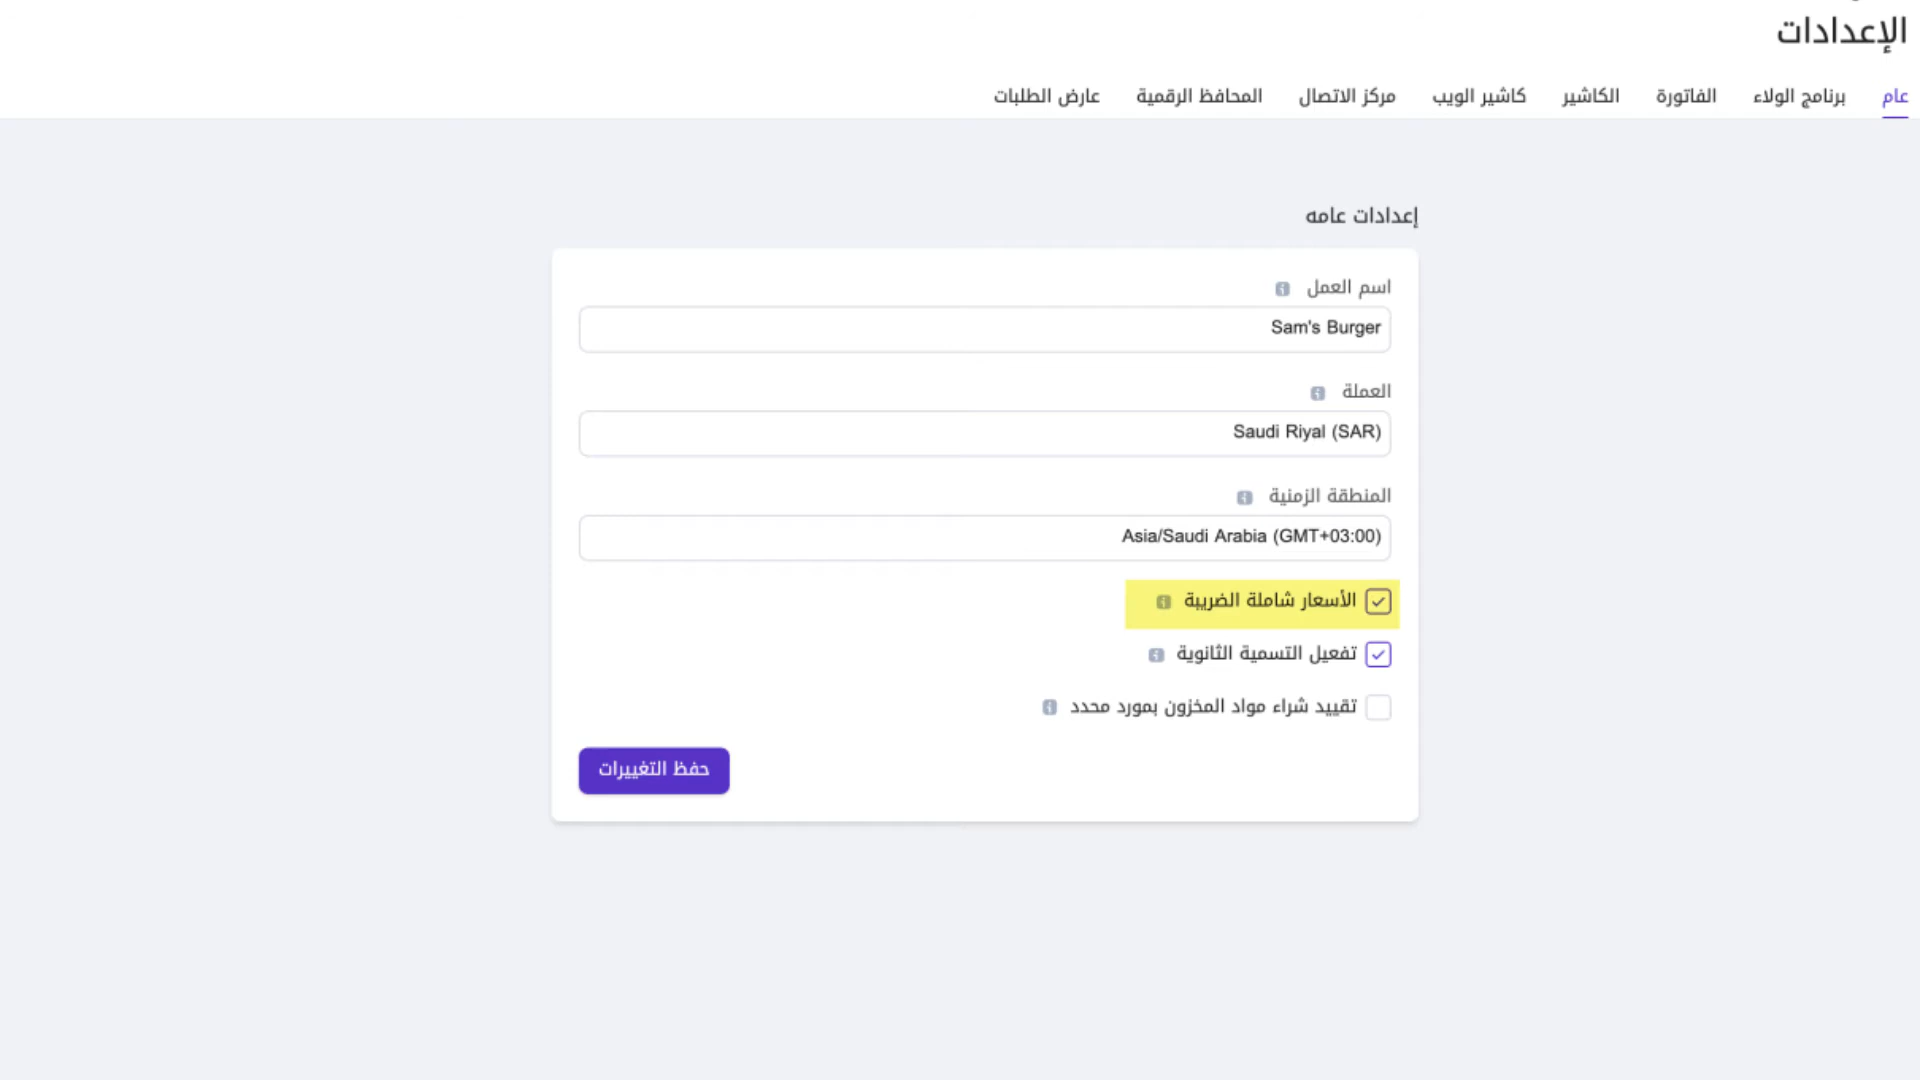 الإعدادات
عام برنامج الولاء الفاتورة الكاشير كاشير الويب مركز الاتصال المحافظ الرقمية عارض الطلبات
إعدادات عامه
اسم العمل
Sam's Burger
العملة
Saudi Riyal (SAR)
المنطقة الزمنية
Asia/Saudi Arabia (GMT+03:00)
الأسعار شاملة الضريبة
تفعيل التسمية الثانوية
تقييد شراء مواد المخزون بمورد محدد
حفظ التغييرات